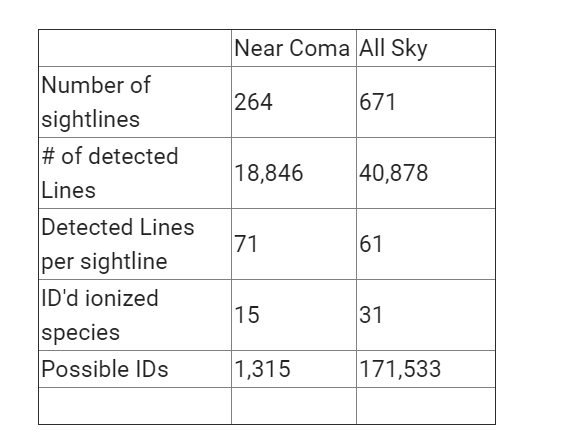 Near Coma All Sky
Number of
sightlines
264 671
# of detected
Lines
18,846 40,878
Detected Lines
per sightline
71 61
ID'd ionized
species
15 31
Possible IDs 1,315 171,533